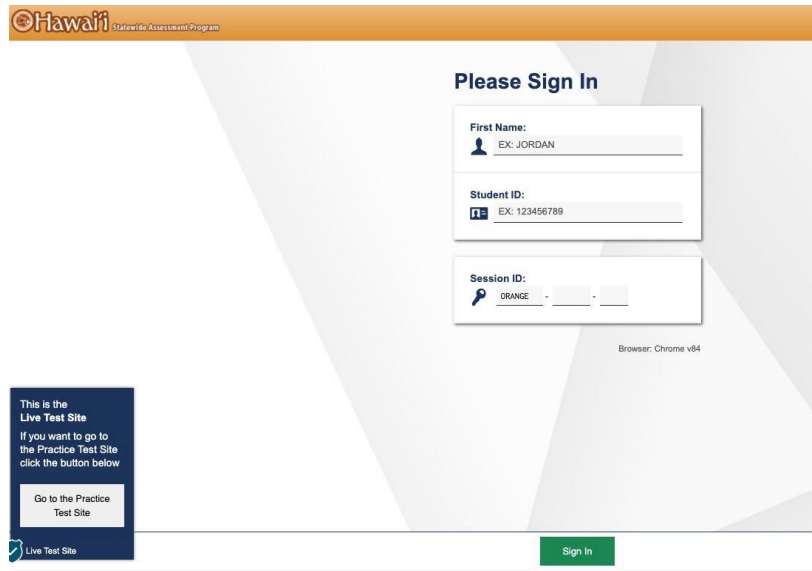 Hawai'i Statewide Assessment Program
Please Sign In
First Name:
EX: JORDAN
Student ID:
EX: 123456789
Session ID:
ORANGE - -
Browser: Chrome v84
This is the
Live Test Site
If you want to go to
the Practice Test Site
click the button below
Go to the Practice
Test Site
Live Test Site
Sign In